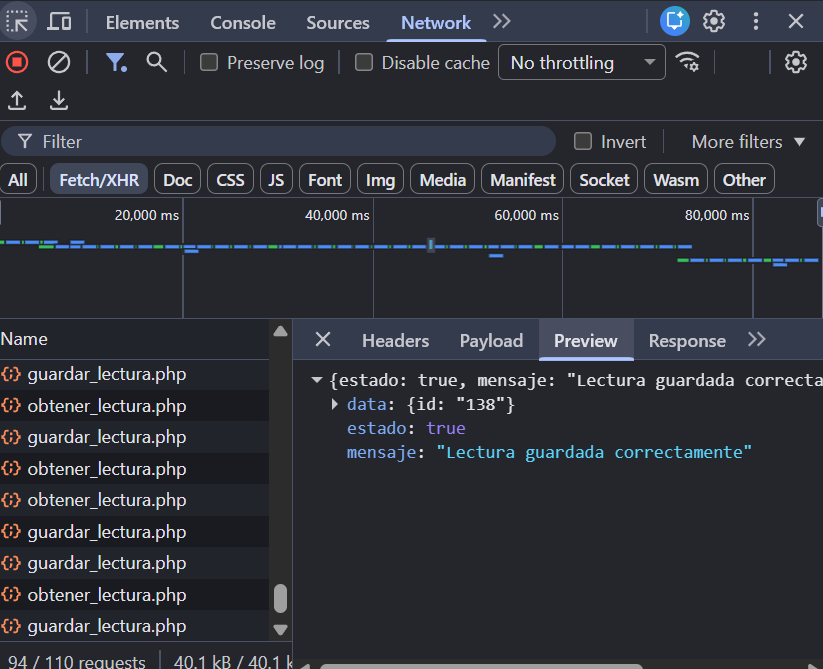 Elements Console Sources Network
Preserve log Disable cache No throttling
Filter Invert More filters
All Fetch/XHR Doc CSS JS Font Img Media Manifest Socket Wasm Other
20,000 ms 40,000 ms 60,000 ms 80,000 ms
Name Headers Payload Preview Response
guardar_lectura.php {estado: true, mensaje: "Lectura guardada correcta
obtener_lectura.php data: {id: "138"}
guardar_lectura.php estado: true
obtener_lectura.php mensaje: "Lectura guardada correctamente"
obtener_lectura.php
guardar_lectura.php
guardar_lectura.php
obtener_lectura.php
guardar_lectura.php
94 / 110 requests 40.1 kB / 40.1 k